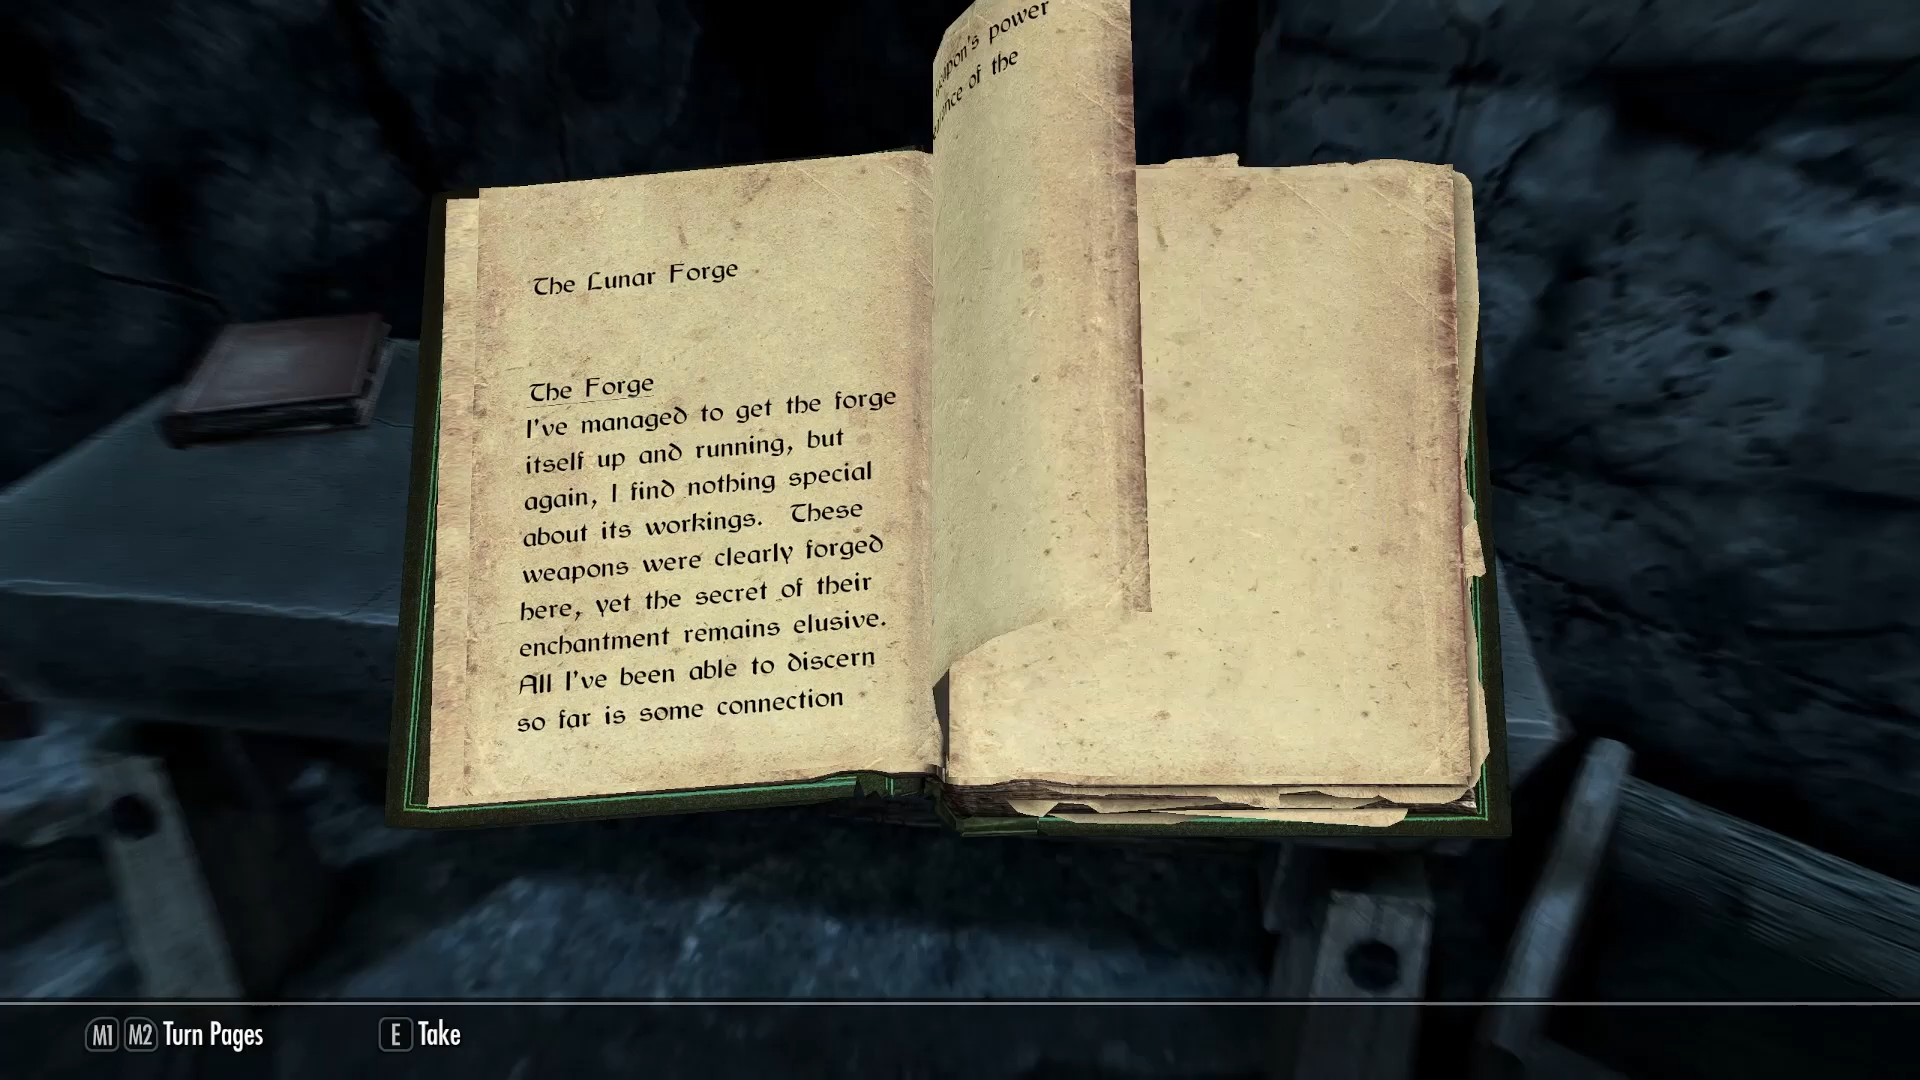 The Lunar Forge
The Forge
I've managed to get the forge
itself up and running, but
again, I find nothing special
about its workings.  These
weapons were clearly forged
here, yet the secret of their
enchantment remains elusive.
All I've been able to discern
so far is some connection
power
of the
M1 M2 Turn Pages
E Take